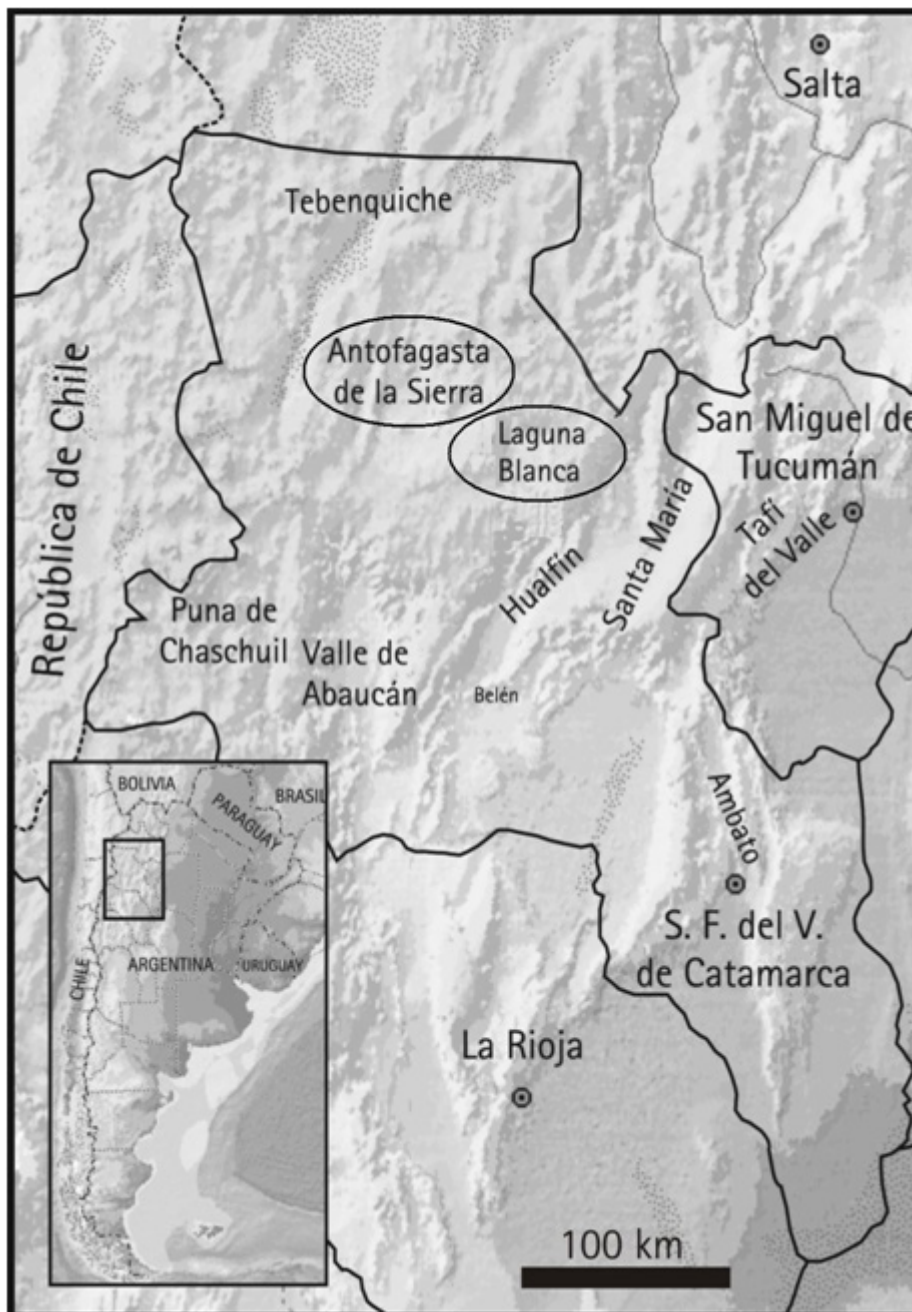 Salta
Tebenquiche
Antofagasta
de la Sierra
Laguna
Blanca
República de Chile
San Miguel de
Tucumán
Tafí
del Valle
Santa Maria
Hualfín
Puna de
Chaschuil
Valle de
Abaucán
Belén
Ambato
S. F. del V.
de Catamarca
La Rioja
100 km
BOLIVIA
PARAGUAY
BRASIL
CHILE
ARGENTINA
URUGUAY